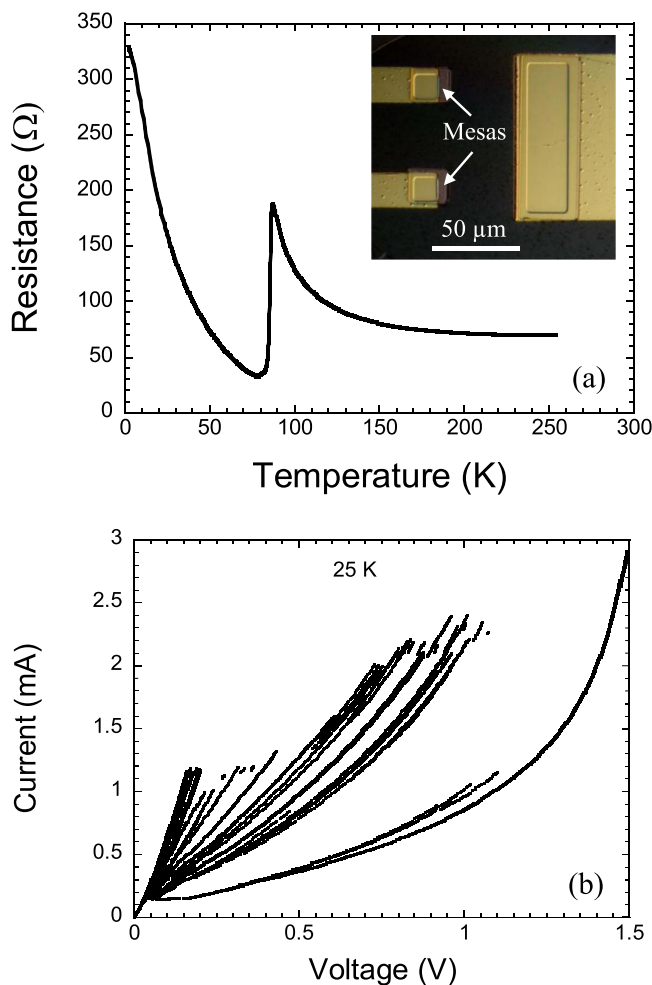 350
300
250
200
150
100
50
0
Resistance (Ω)
Mesas
50 µm
(a)
0 50 100 150 200 250 300
Temperature (K)
3
2.5
2
1.5
1
0.5
0
Current (mA)
25 K
(b)
0 0.5 1 1.5
Voltage (V)